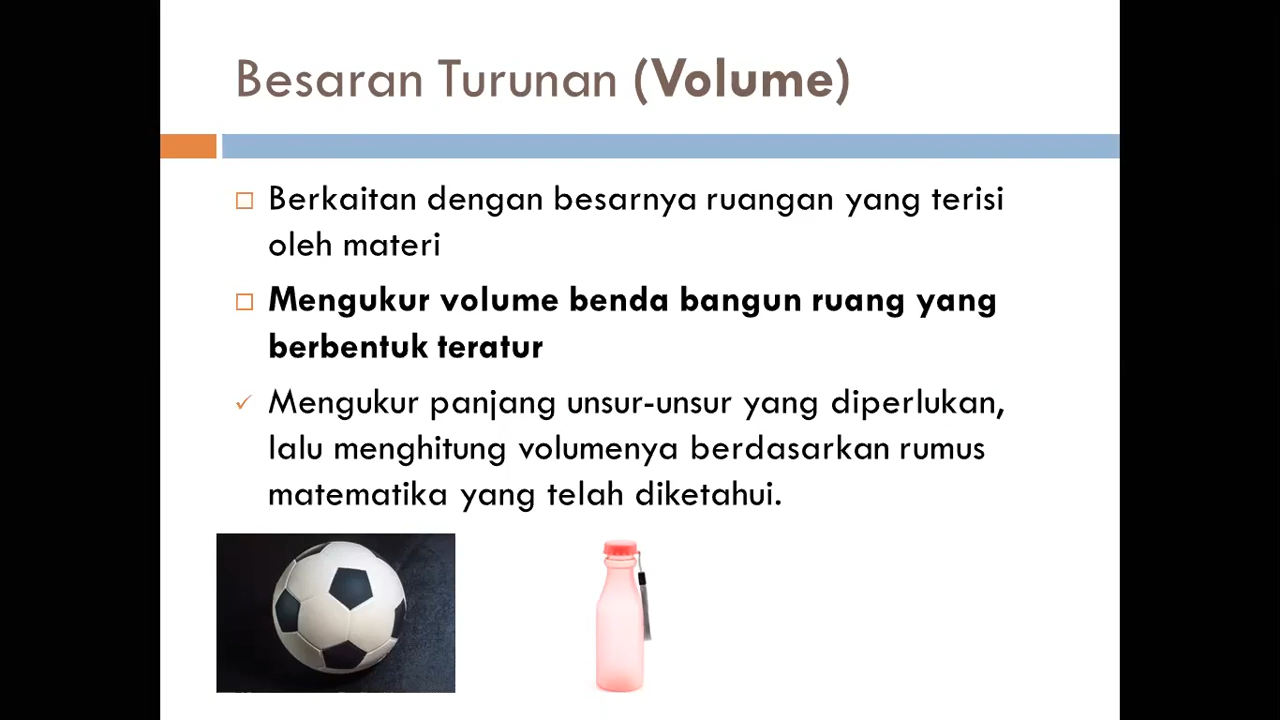 Besaran Turunan (Volume)
Berkaitan dengan besarnya ruangan yang terisi
oleh materi
Mengukur volume benda bangun ruang yang
berbentuk teratur
Mengukur panjang unsur-unsur yang diperlukan,
lalu menghitung volumenya berdasarkan rumus
matematika yang telah diketahui.